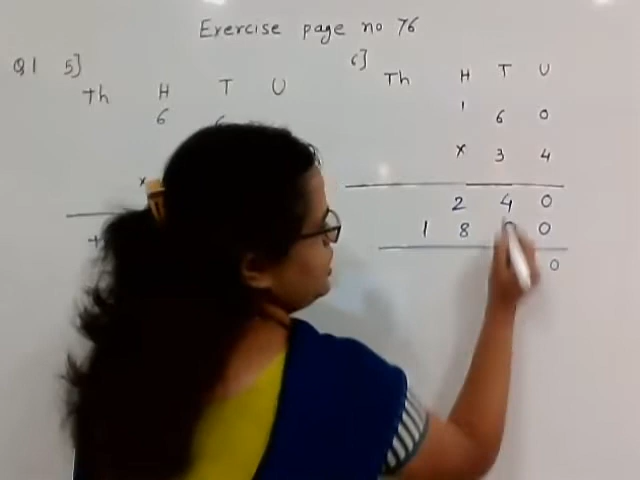 Exercise page no 76
Q1 5]
Th H T U
6
x
+
6]
Th H T U
1
6 0
x 3 4
2 4 0
1 8 0 0
0